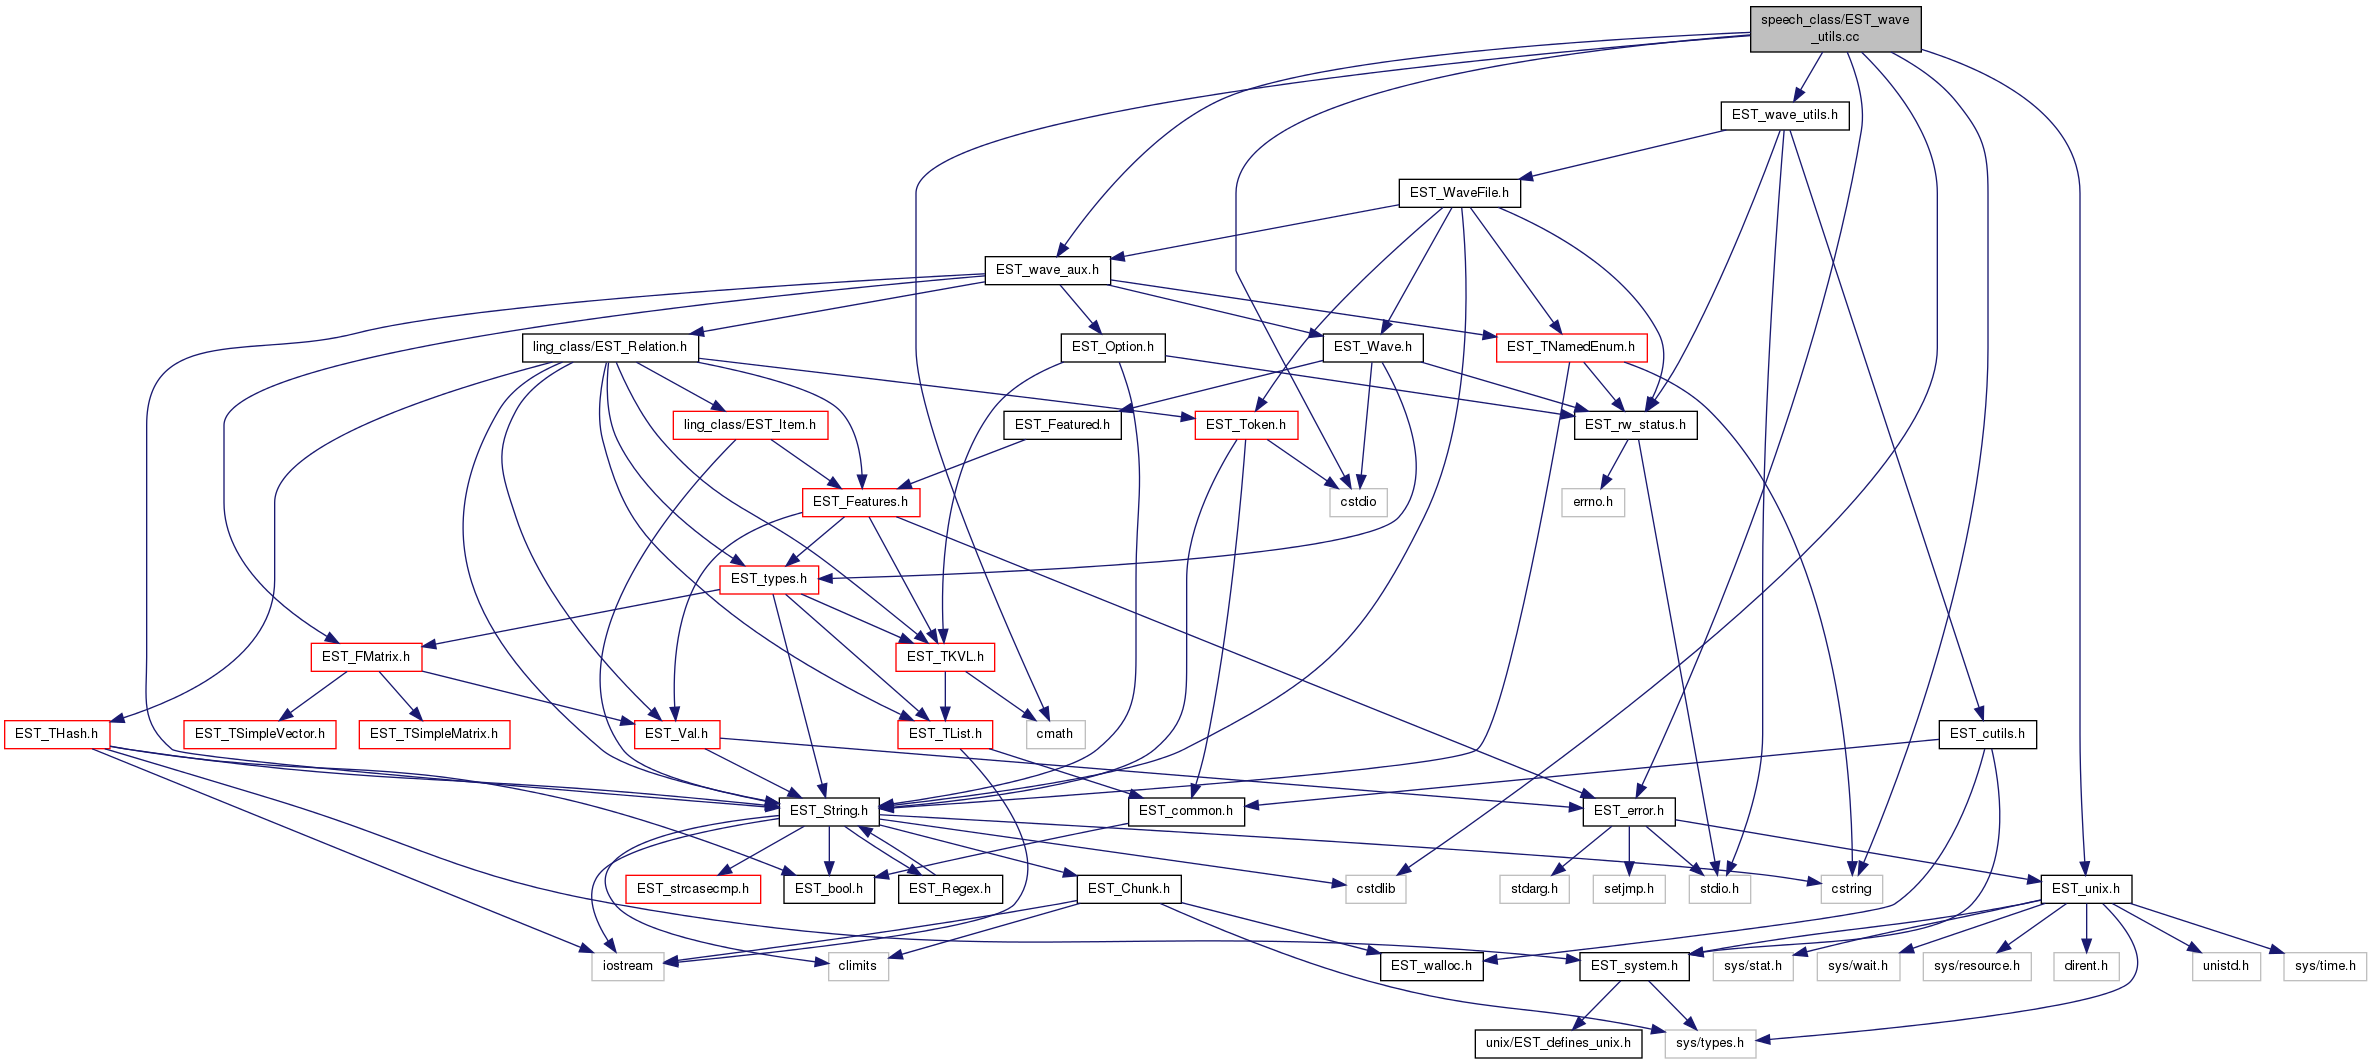 speech_class/EST_wave
_utils.cc
EST_wave_utils.h
EST_WaveFile.h
EST_wave_aux.h
ling_class/EST_Relation.h
EST_Option.h
EST_Wave.h
EST_TNamedEnum.h
ling_class/EST_Item.h
EST_Featured.h
EST_Token.h
EST_rw_status.h
EST_Features.h
cstdio
errno.h
EST_types.h
EST_FMatrix.h
EST_TKVL.h
EST_THash.h
EST_TSimpleVector.h
EST_TSimpleMatrix.h
EST_Val.h
EST_TList.h
cmath
EST_cutils.h
EST_String.h
EST_common.h
EST_error.h
EST_strcasecmp.h
EST_bool.h
EST_Regex.h
EST_Chunk.h
cstdlib
stdarg.h
setjmp.h
stdio.h
cstring
EST_unix.h
iostream
climits
EST_walloc.h
EST_system.h
sys/stat.h
sys/wait.h
sys/resource.h
dirent.h
unistd.h
sys/time.h
unix/EST_defines_unix.h
sys/types.h